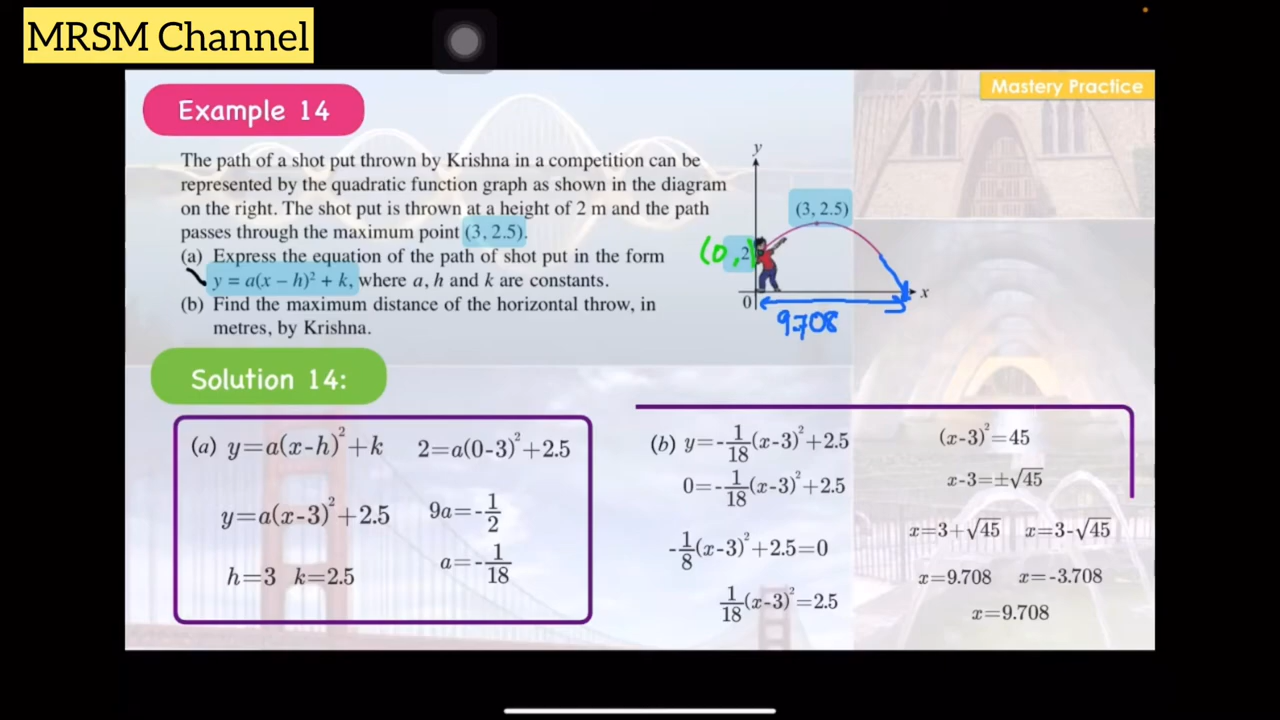 MRSM Channel
Mastery Practice
Example 14
The path of a shot put thrown by Krishna in a competition can be
represented by the quadratic function graph as shown in the diagram
on the right. The shot put is thrown at a height of 2 m and the path
passes through the maximum point (3, 2.5).
(a) Express the equation of the path of shot put in the form
y = a(x – h)² + k, where a, h and k are constants.
(b) Find the maximum distance of the horizontal throw, in
metres, by Krishna.
y
(3, 2.5)
(0, 2)
0
x
9.708
Solution 14:
(a) y=a(x-h)²+k
y=a(x-3)²+2.5
h=3 k=2.5
2=a(0-3)²+2.5
9a=-1/2
a=-1/18
(b) y=-1/18(x-3)²+2.5
0=-1/18(x-3)²+2.5
-1/8(x-3)²+2.5=0
1/18(x-3)²=2.5
(x-3)²=45
x-3=±√45
x=3+√45 x=3-√45
x=9.708 x=-3.708
x=9.708